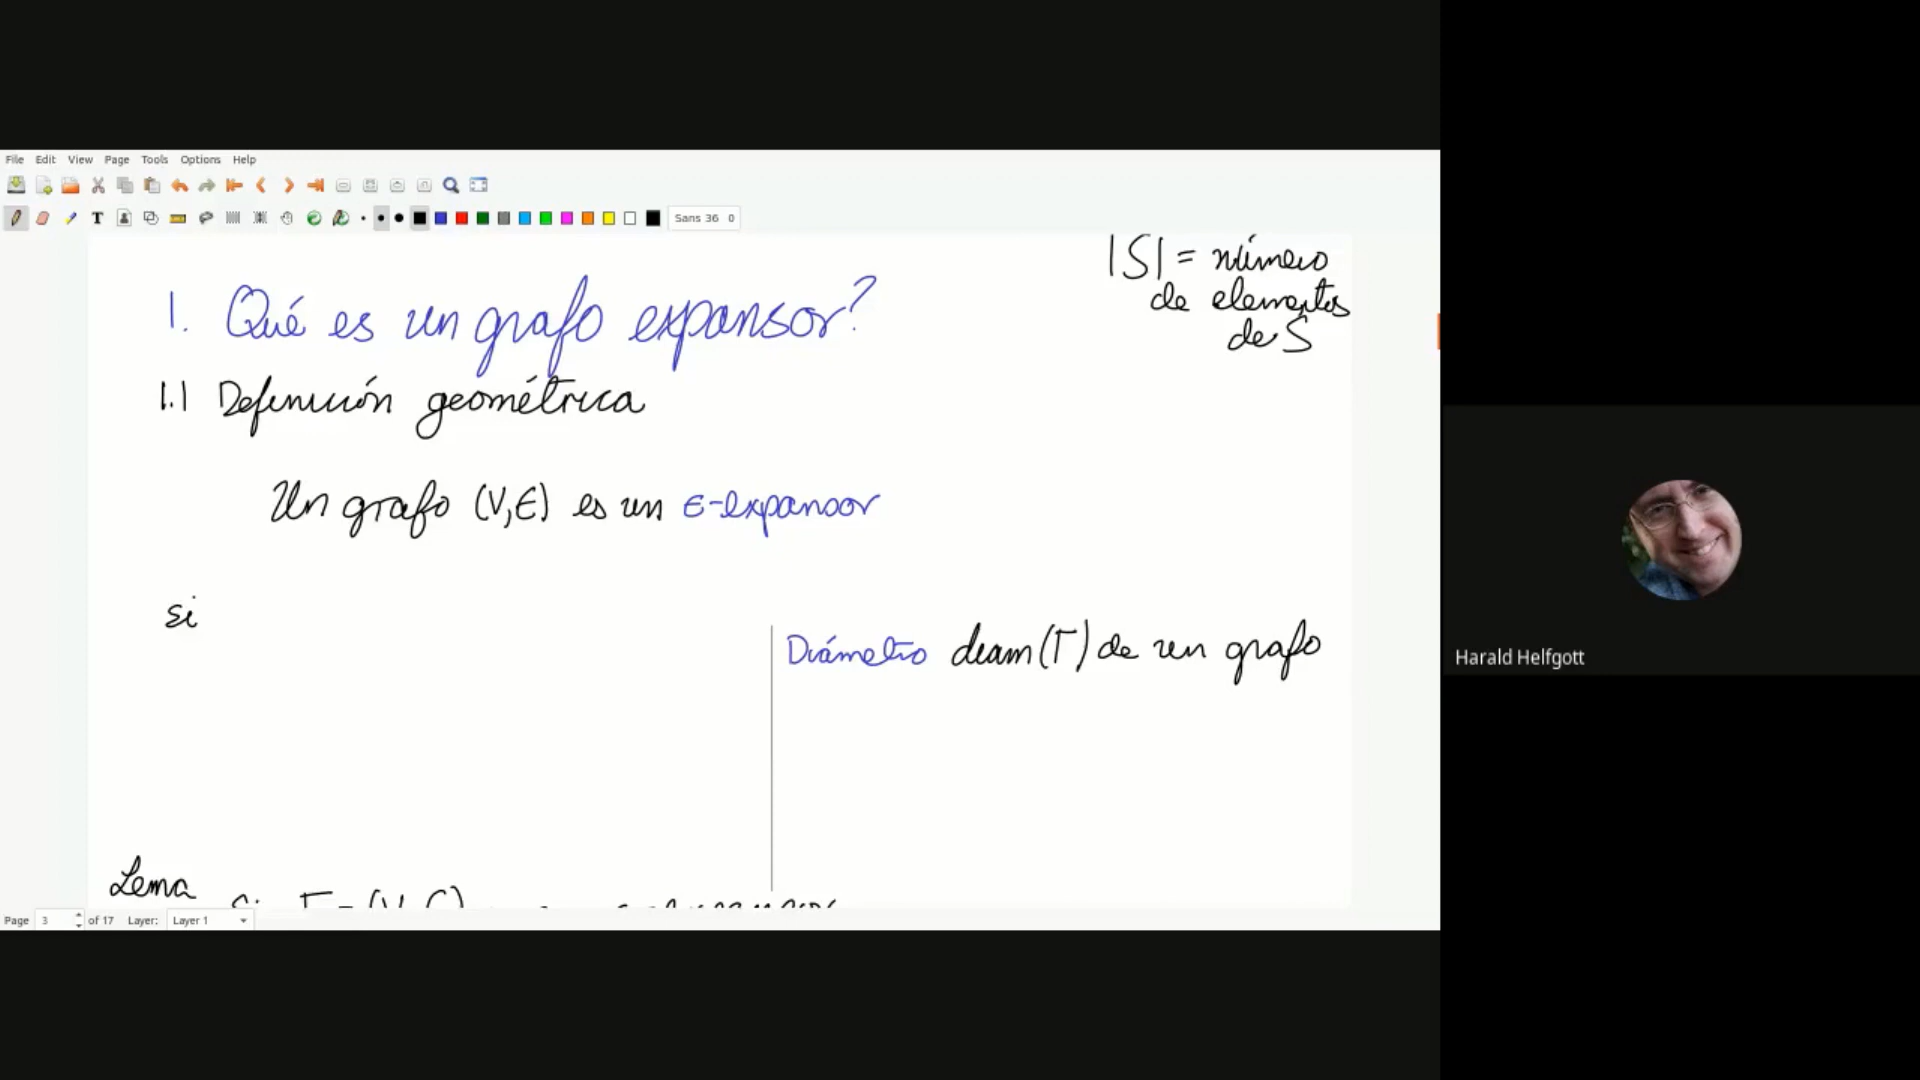 File Edit View Page Tools Options Help
Sans 36 0
|S| = número
de elementos
de S
1. Qué es un grafo expansor?
1.1 Definición geométrica
Un grafo (V,E) es un ε-expansor
si
Diámetro diam(Γ) de un grafo
Lema
Si Γ = (V, E)
Harald Helfgott
Page 3 of 17 Layer: Layer 1